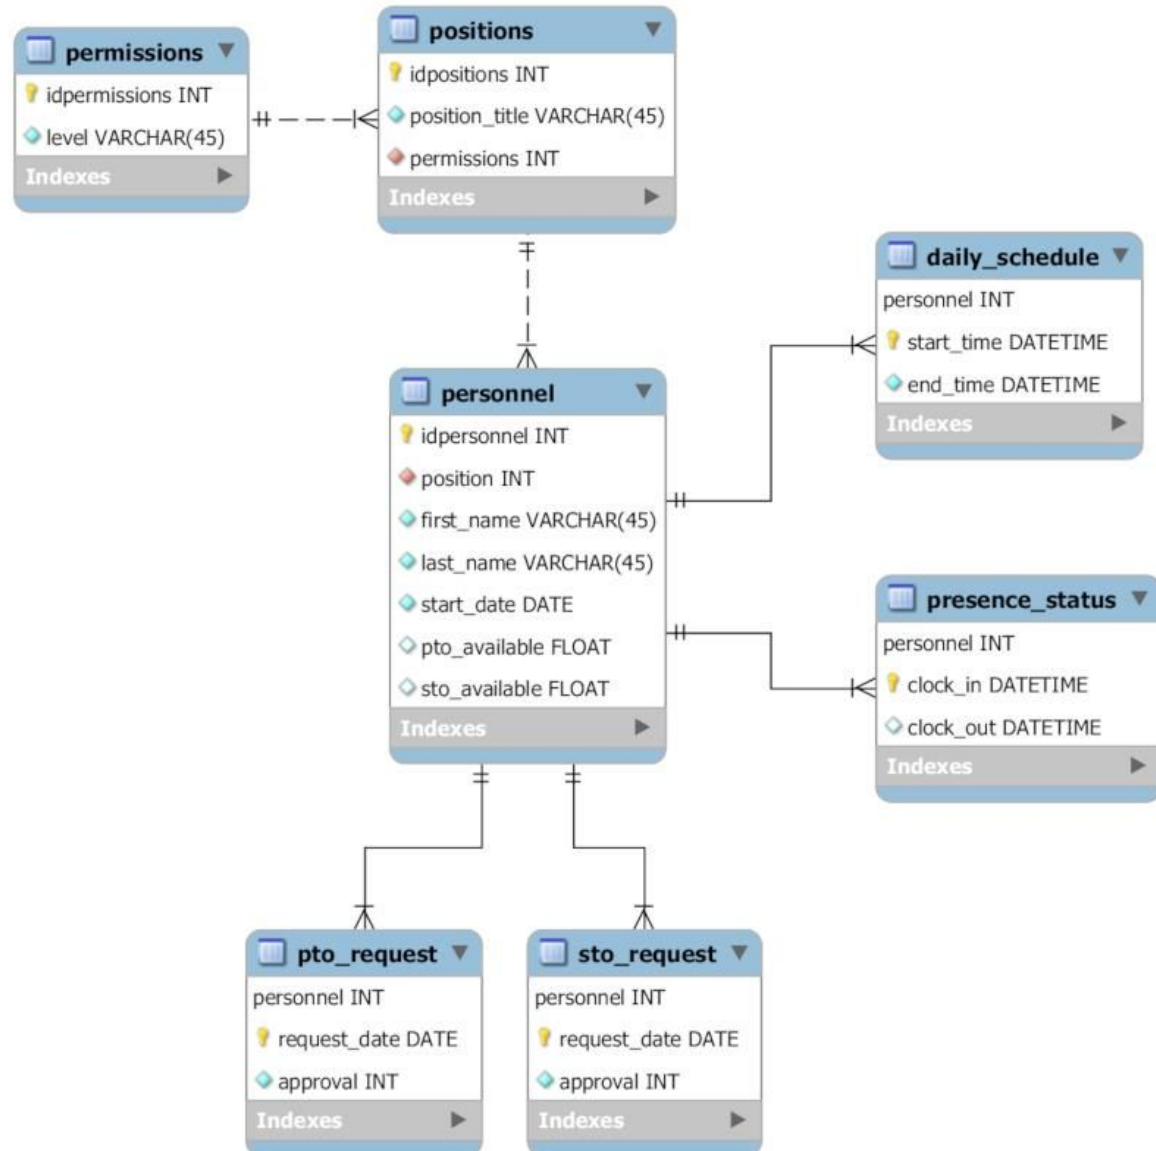 permissions
idpermissions INT
level VARCHAR(45)
Indexes
positions
idpositions INT
position_title VARCHAR(45)
permissions INT
Indexes
personnel
idpersonnel INT
position INT
first_name VARCHAR(45)
last_name VARCHAR(45)
start_date DATE
pto_available FLOAT
sto_available FLOAT
Indexes
daily_schedule
personnel INT
start_time DATETIME
end_time DATETIME
Indexes
presence_status
personnel INT
clock_in DATETIME
clock_out DATETIME
Indexes
pto_request
personnel INT
request_date DATE
approval INT
Indexes
sto_request
personnel INT
request_date DATE
approval INT
Indexes